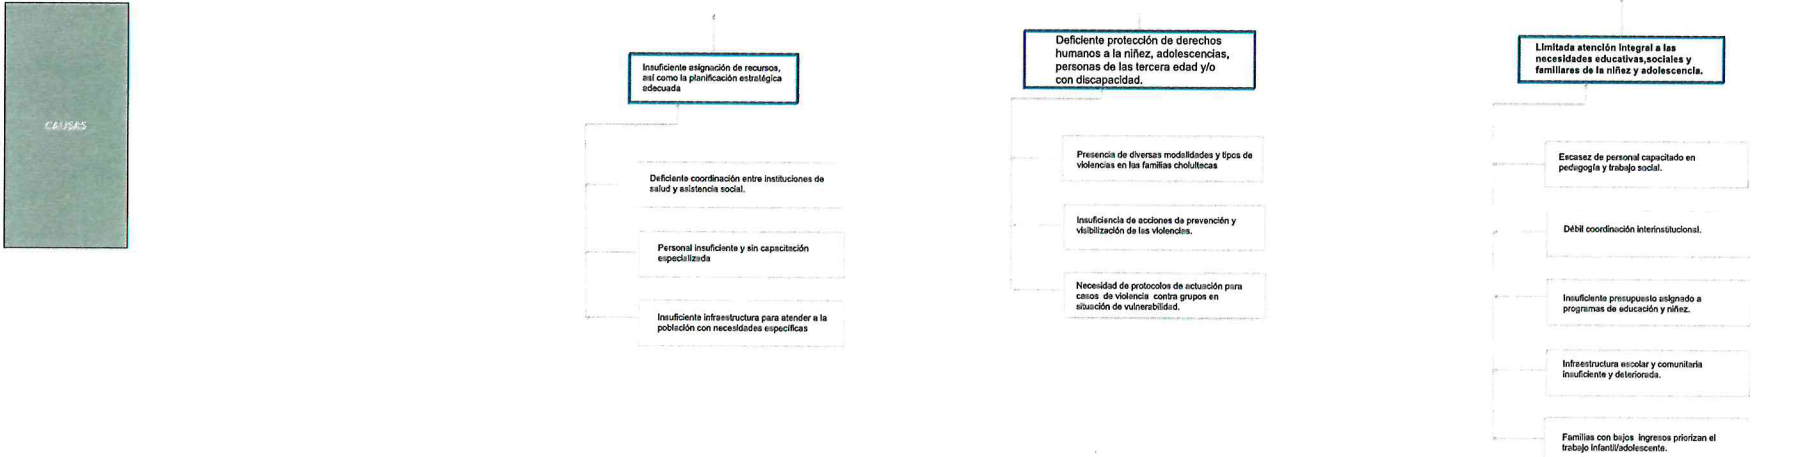 CAUSAS
Insuficiente asignación de recursos,
así como la planificación estratégica
adecuada
Deficiente coordinación entre instituciones de
salud y asistencia social.
Personal insuficiente y sin capacitación
especializada
Insuficiente infraestructura para atender a la
población con necesidades específicas
Deficiente protección de derechos
humanos a la niñez, adolescencias,
personas de las tercera edad y/o
con discapacidad.
Presencia de diversas modalidades y tipos de
violencias en las familias cholultecas
Insuficiencia de acciones de prevención y
visibilización de las violencias.
Necesidad de protocolos de actuación para
casos de violencia contra grupos en
situación de vulnerabilidad.
Limitada atención integral a las
necesidades educativas,sociales y
familiares de la niñez y adolescencia.
Escasez de personal capacitado en
pedagogía y trabajo social.
Débil coordinación interinstitucional.
Insuficiente presupuesto asignado a
programas de educación y niñez.
Infraestructura escolar y comunitaria
insuficiente y deteriorada.
Familias con bajos ingresos priorizan el
trabajo infantil/adolescente.